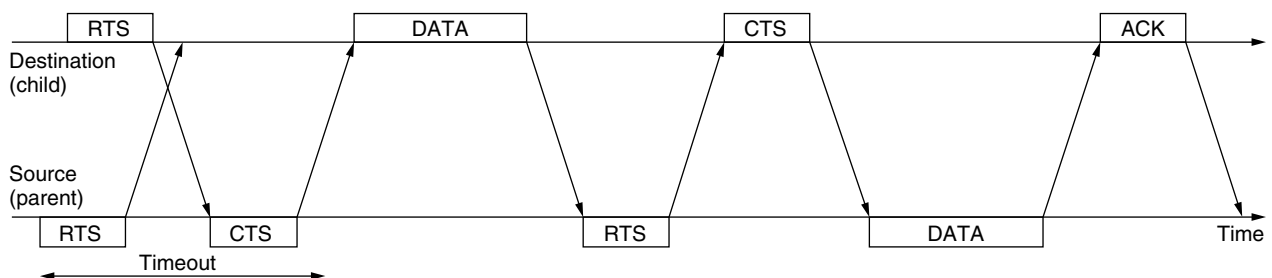 RTS
DATA
CTS
ACK
Destination
(child)
Source
(parent)
RTS
CTS
RTS
DATA
Time
Timeout